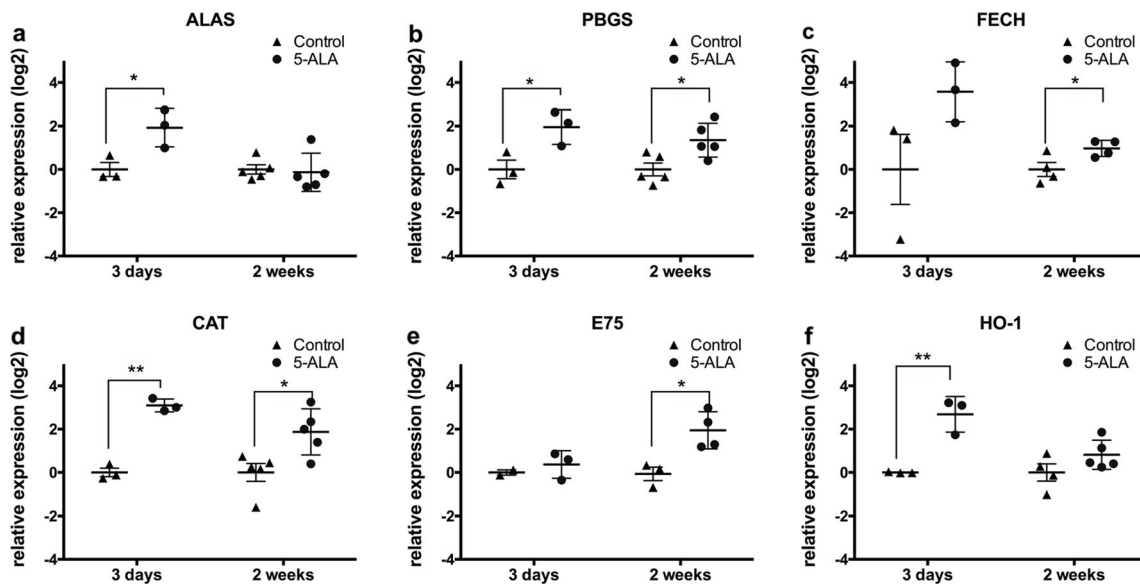 a
ALAS
▲ Control
● 5-ALA
relative expression (log2)
4
2
0
-2
-4
*
3 days
2 weeks
b
PBGS
▲ Control
● 5-ALA
relative expression (log2)
4
2
0
-2
-4
*
*
3 days
2 weeks
c
FECH
▲ Control
● 5-ALA
relative expression (log2)
4
2
0
-2
-4
*
3 days
2 weeks
d
CAT
▲ Control
● 5-ALA
relative expression (log2)
4
2
0
-2
-4
**
*
3 days
2 weeks
e
E75
▲ Control
● 5-ALA
relative expression (log2)
4
2
0
-2
-4
*
3 days
2 weeks
f
HO-1
▲ Control
● 5-ALA
relative expression (log2)
4
2
0
-2
-4
**
3 days
2 weeks